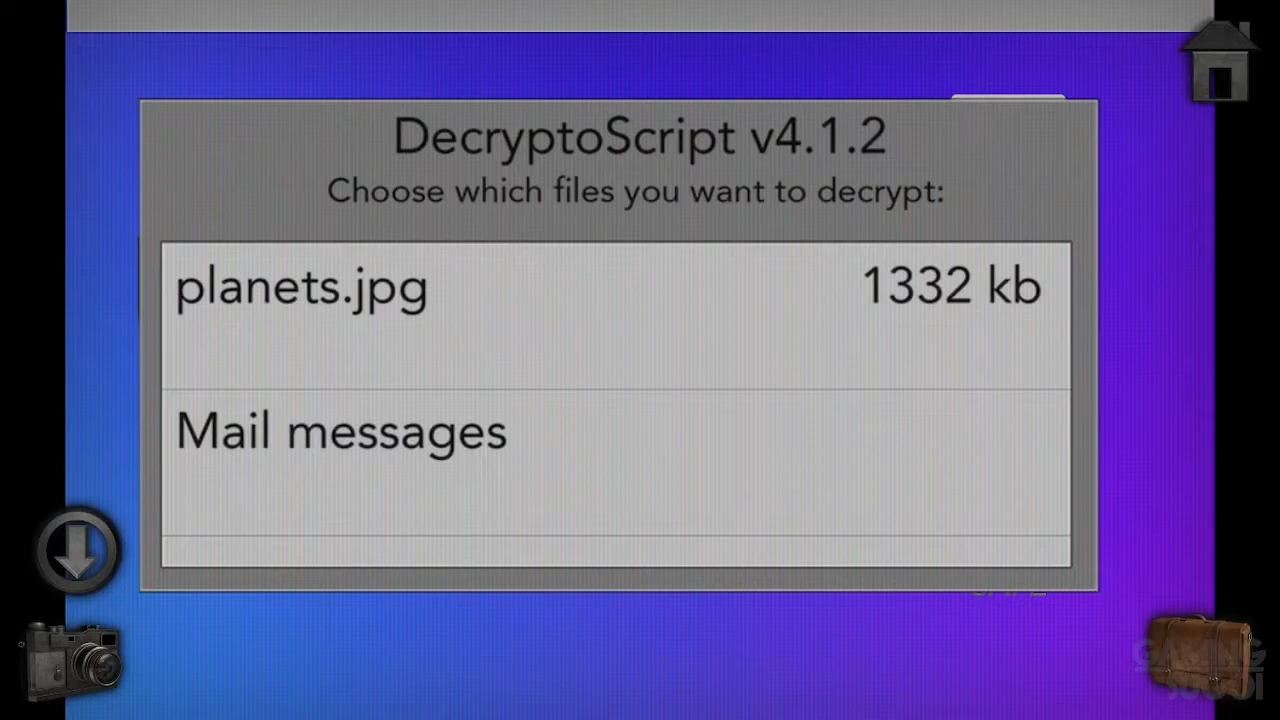 DecryptoScript v4.1.2
Choose which files you want to decrypt:
planets.jpg 1332 kb
Mail messages